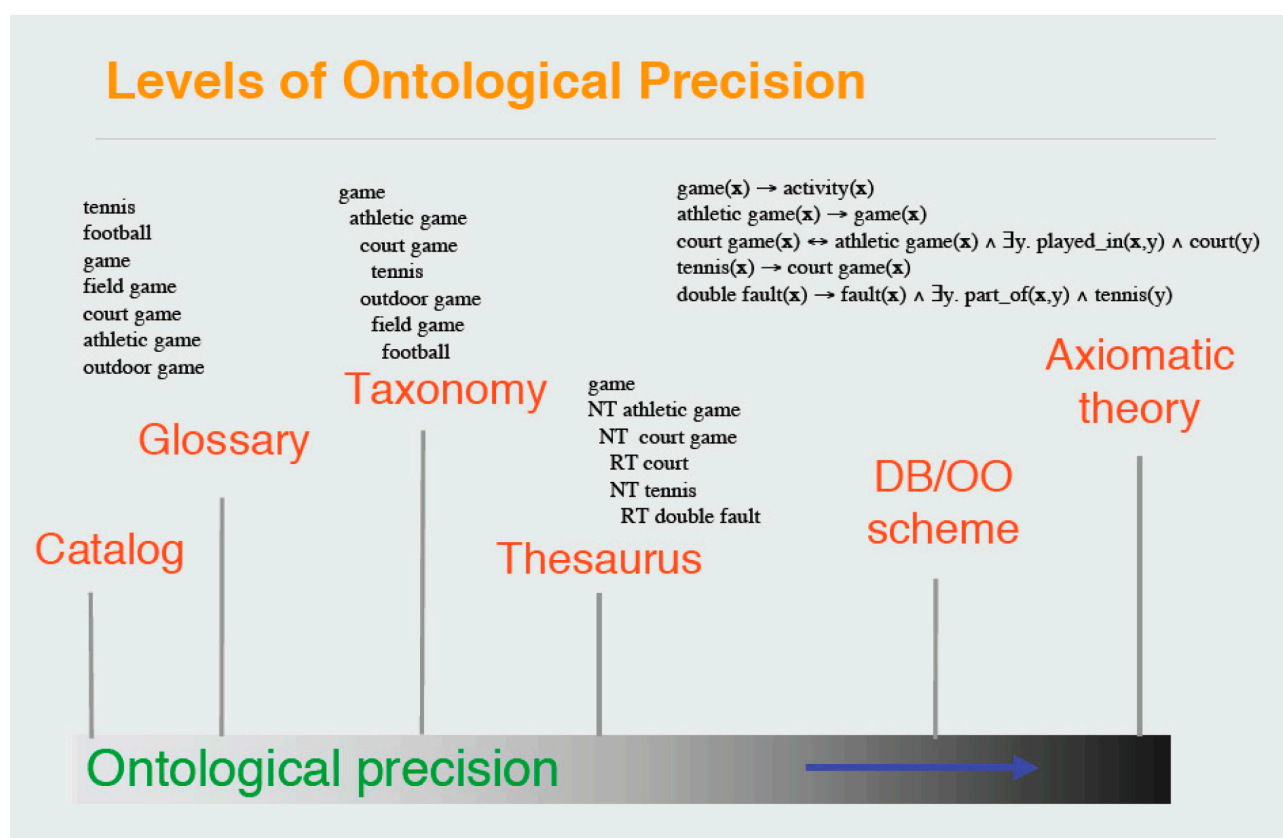 Levels of Ontological Precision
tennis
football
game
field game
court game
athletic game
outdoor game
Catalog
Glossary
game
athletic game
court game
tennis
outdoor game
field game
football
Taxonomy
game
NT athletic game
NT court game
RT court
NT tennis
RT double fault
Thesaurus
game(x) → activity(x)
athletic game(x) → game(x)
court game(x) ↔ athletic game(x) ∧ ∃y. played_in(x,y) ∧ court(y)
tennis(x) → court game(x)
double fault(x) → fault(x) ∧ ∃y. part_of(x,y) ∧ tennis(y)
DB/OO
scheme
Axiomatic
theory
Ontological precision